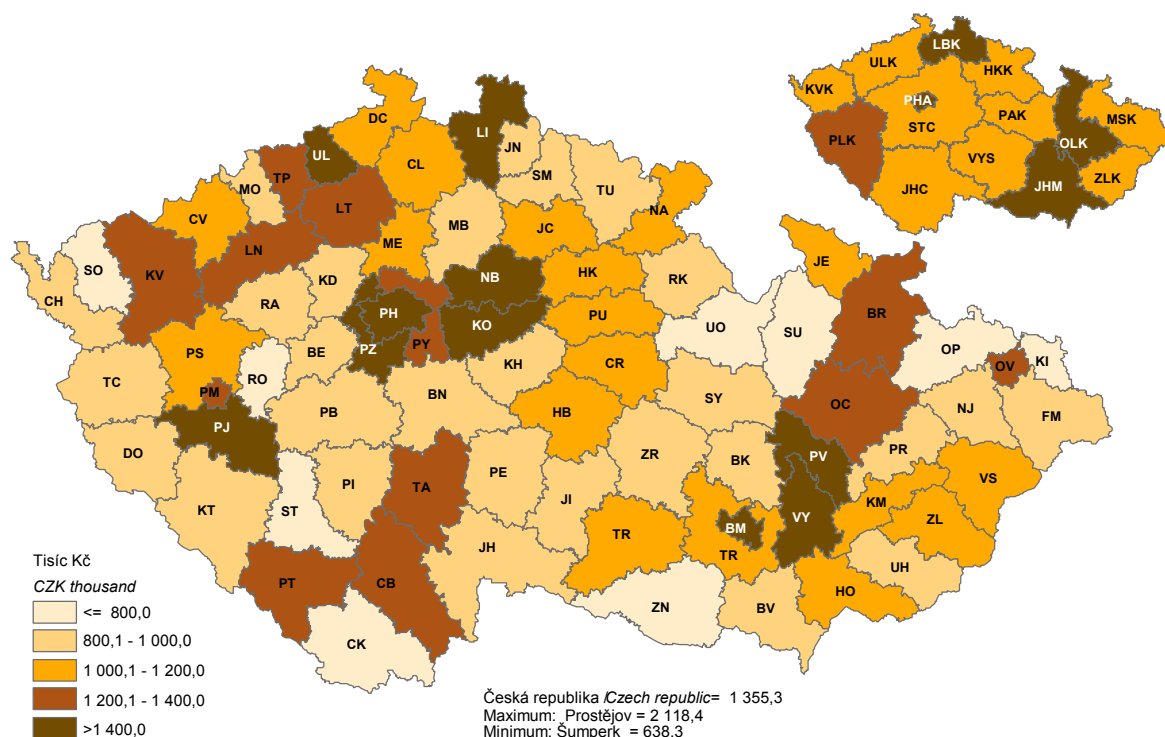 LBK
ULK
HKK
KVK
PHA
MSK
PAK
STC
PLK
OLK
VYS
ZLK
JHC
JHM
DC
LI
UL
JN
CL
TP
SM
MO
TU
LT
NA
CV
MB
JC
ME
LN
SO
KV
JE
HK
NB
KD
RK
CH
RA
PH
KO
PU
BR
UO
SU
PZ
PY
OP
KI
PS
BE
OV
RO
KH
CR
TC
PM
BN
OC
PB
HB
SY
NJ
FM
PJ
DO
PR
PV
BK
ZR
PE
VS
PI
TA
JI
KM
KT
ST
BM
VY
ZL
TR
TR
JH
UH
PT
CB
HO
ZN
BV
CK
Tisíc Kč
CZK thousand
<= 800,0
800,1 - 1 000,0
1 000,1 - 1 200,0
1 200,1 - 1 400,0
>1 400,0
Česká republika /Czech republic= 1 355,3
Maximum: Prostějov = 2 118,4
Minimum: Šumperk = 638,3